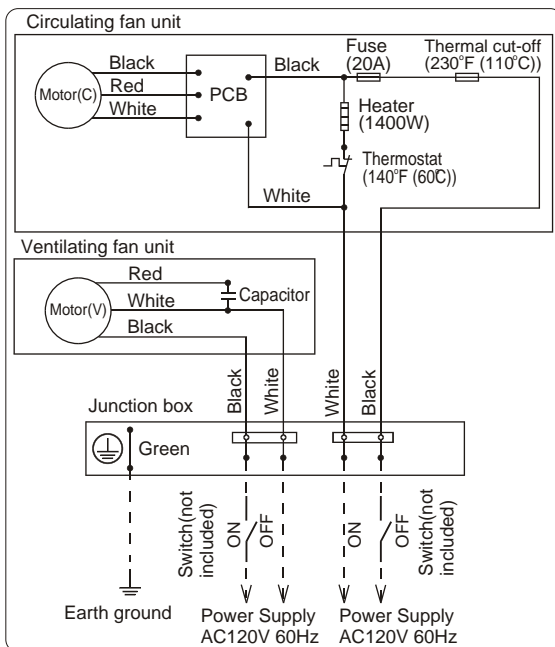 Circulating fan unit
Black
Red
White
Motor(C)
PCB
Black
Fuse
(20A)
Thermal cut-off
(230°F (110°C))
Heater
(1400W)
Thermostat
(140°F (60°C))
White
Ventilating fan unit
Red
White
Black
Motor(V)
Capacitor
Black
White
White
Black
Junction box
Green
Switch(not
included)
ON
OFF
ON
OFF
Switch(not
included)
Earth ground
Power Supply
AC120V 60Hz
Power Supply
AC120V 60Hz